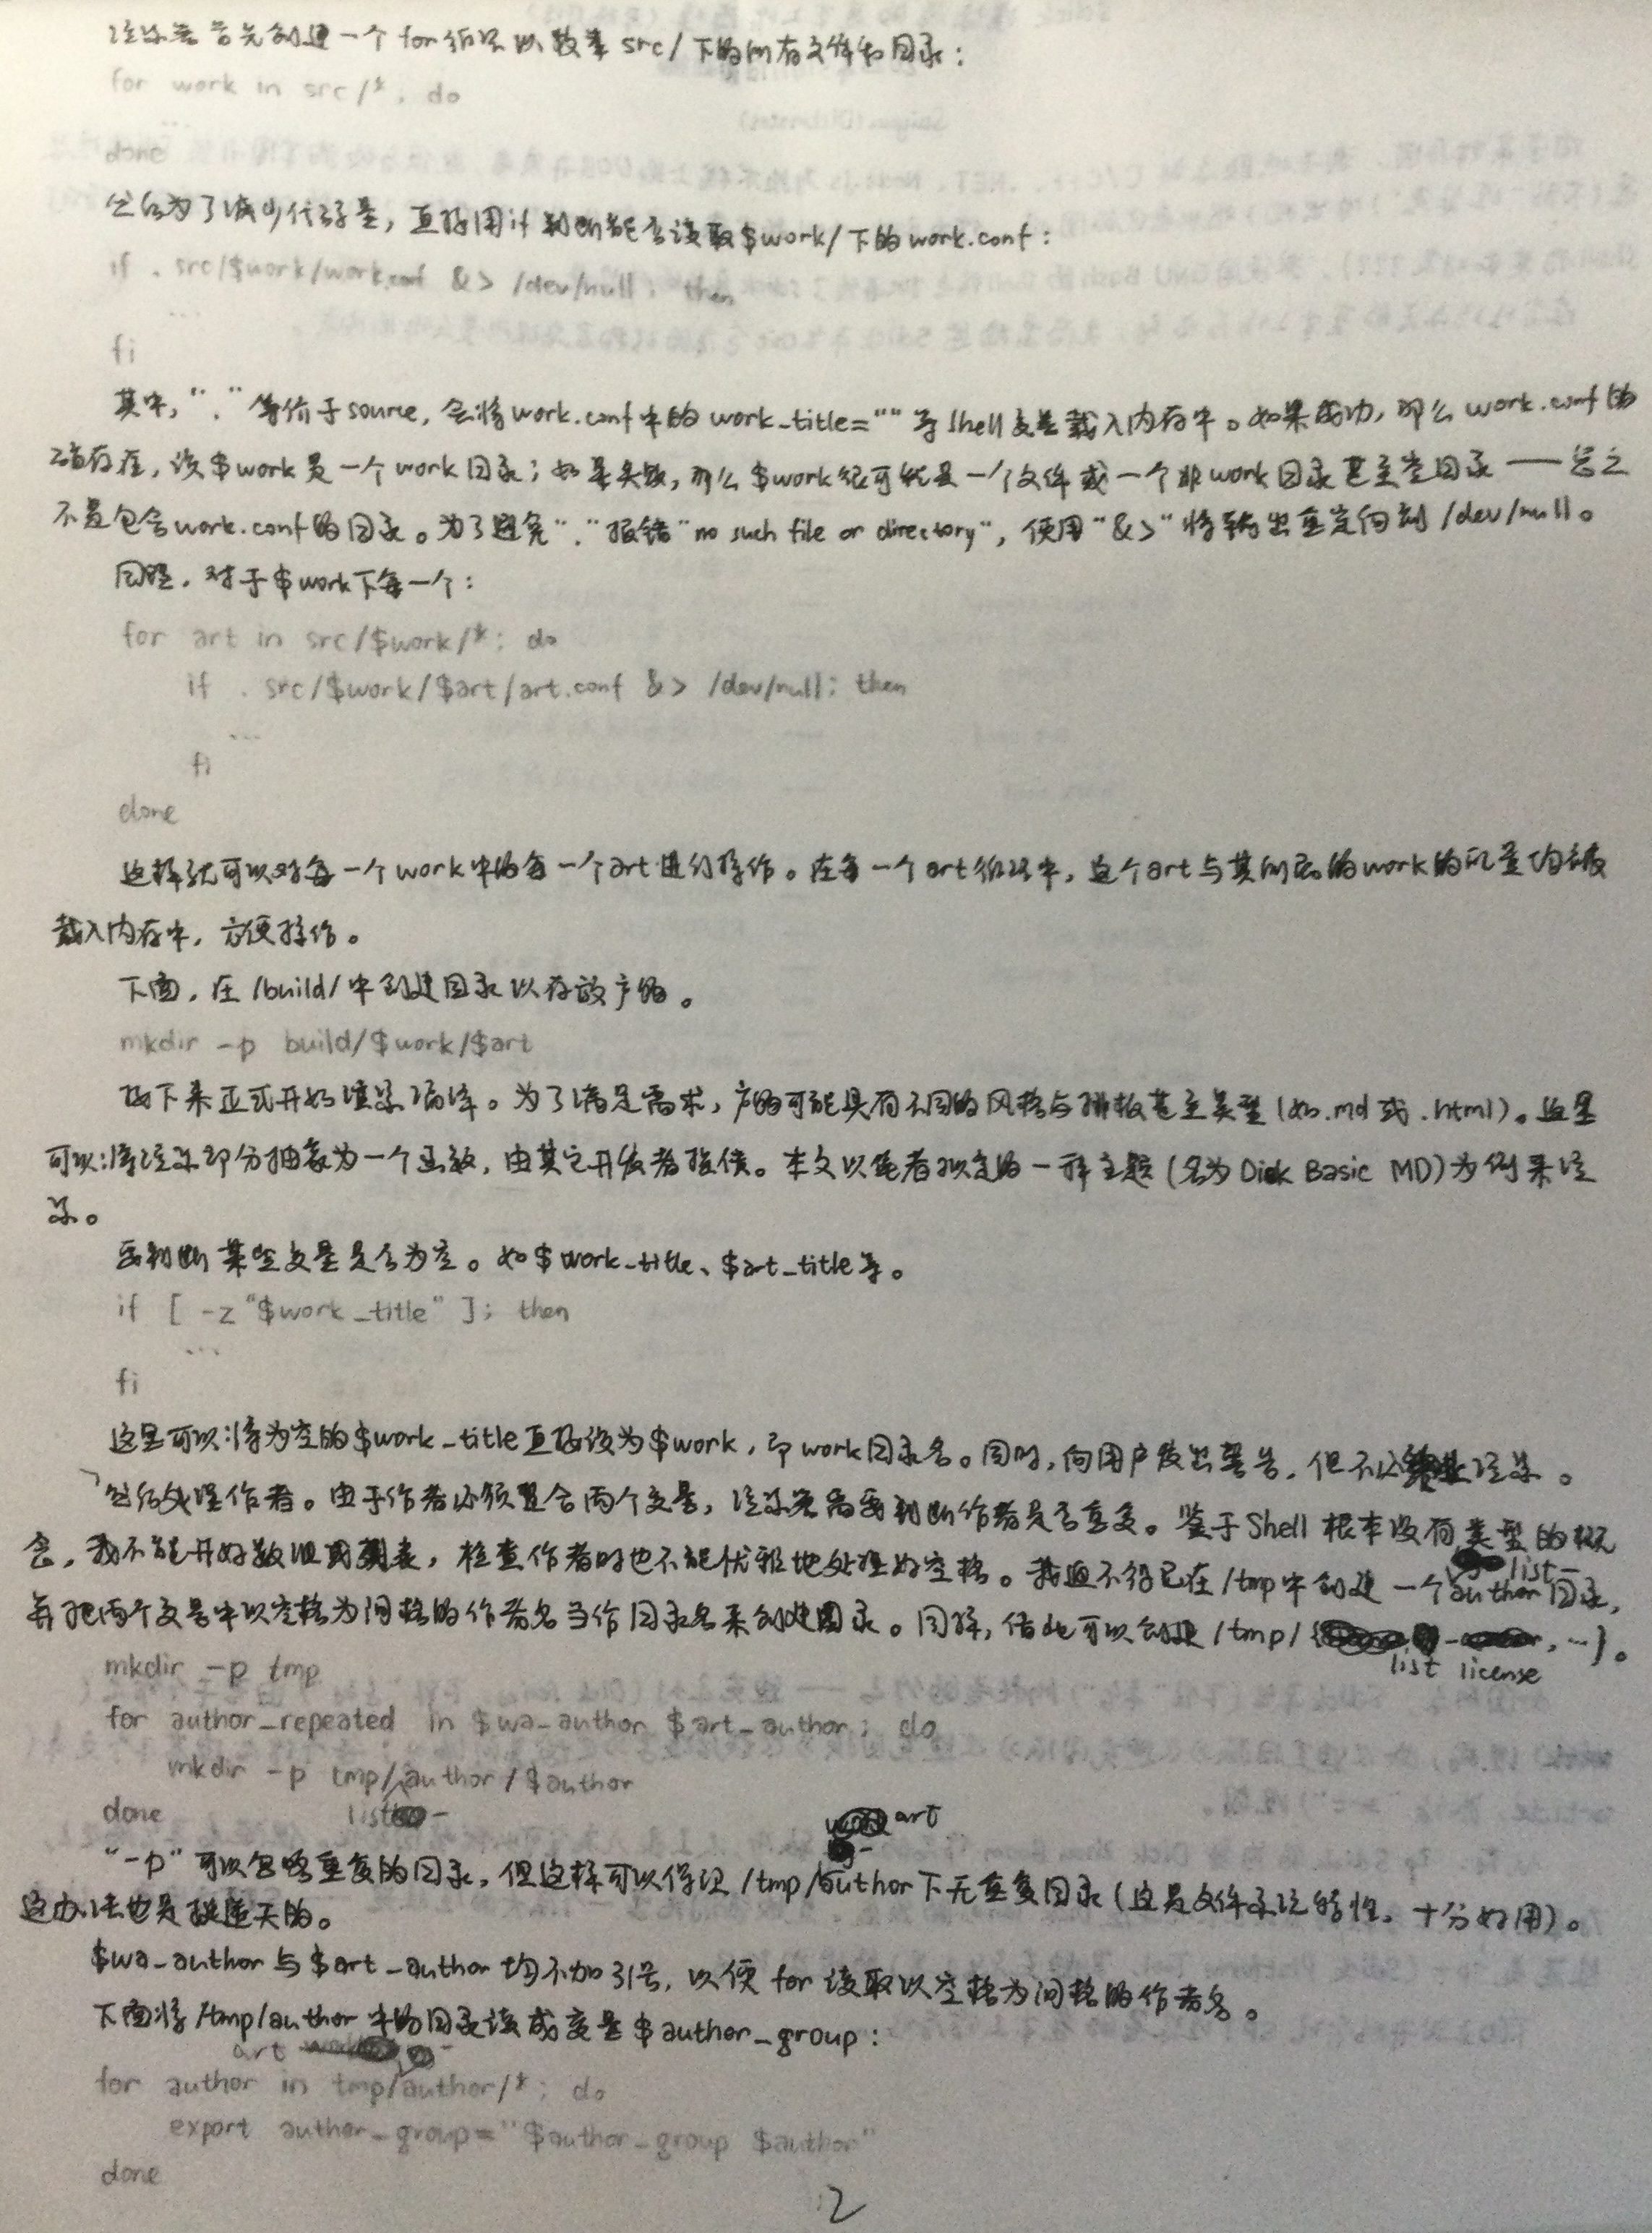 渲染器首先创建一个for循环以枚举src/下的所有文件和目录：
for work in src/*; do
...
done
然后为了减少代码量，直接用if判断能否读取$work/下的work.conf：
if . src/$work/work.conf &> /dev/null; then
...
fi
其中，“.”等价于source，会将work.conf中的work_title=""等Shell变量载入内存中。如果成功，那么work.conf的
确存在，该$work是一个work目录；如果失败，那么$work很可能是一个文件或一个非work目录甚至空目录——总之
不是包含work.conf的目录。为了避免“.”报错“no such file or directory”，使用“&>”将输出重定向到/dev/null。
同理，对于$work下每一个：
for art in src/$work/*; do
if . src/$work/$art/art.conf &> /dev/null; then
...
fi
done
这样就可以对每一个work中的每一个art进行操作。在每一个art循环中，这个art与其所属的work的配置均被
载入内存中，方便操作。
下面，在/build/中创建目录以存放产物。
mkdir -p build/$work/$art
接下来正式开始渲染编译。为了满足需求，产物可能具有不同的风格与排版甚至类型(如.md或.html)。这里
可以将渲染部分抽象为一个函数，由其它开发者提供。本文以笔者拟定的一种主题(名为Disk Basic MD)为例来渲
染。
要判断某些变量是否为空。如$work_title、$art_title等。
if [ -z "$work_title" ]; then
...
fi
这里可以将为空的$work_title直接设为$work，即work目录名。同时，向用户发出警告，但不必终止渲染。
然后处理作者。由于作者必须整合两个变量，渲染器需要判断作者是否重复。鉴于Shell根本没有类型的概
念，我不能开好数组或列表，检查作者时也不能优雅地处理好空格。我迫不得已在/tmp中创建一个list-author目录，
并把两个变量中以空格为间格的作者名当作目录名来创建目录。同样，借此可以创建/tmp/{list license, ...}。
mkdir -p tmp
for author_repeated in $wa_author $art_author; do
mkdir -p tmp/list-author/$author
done
“-p”可以忽略重复的目录，但这样可以保证/tmp/art-author下无重复目录(这是文件系统特性，十分好用)。
这办法也是挺逆天的。
$wa_author与$art_author均不加引号，以便for读取以空格为间格的作者名。
下面将/tmp/author中的目录读成变量$author_group：
for author in tmp/art-author/*; do
export author_group="$author_group $author"
done
2